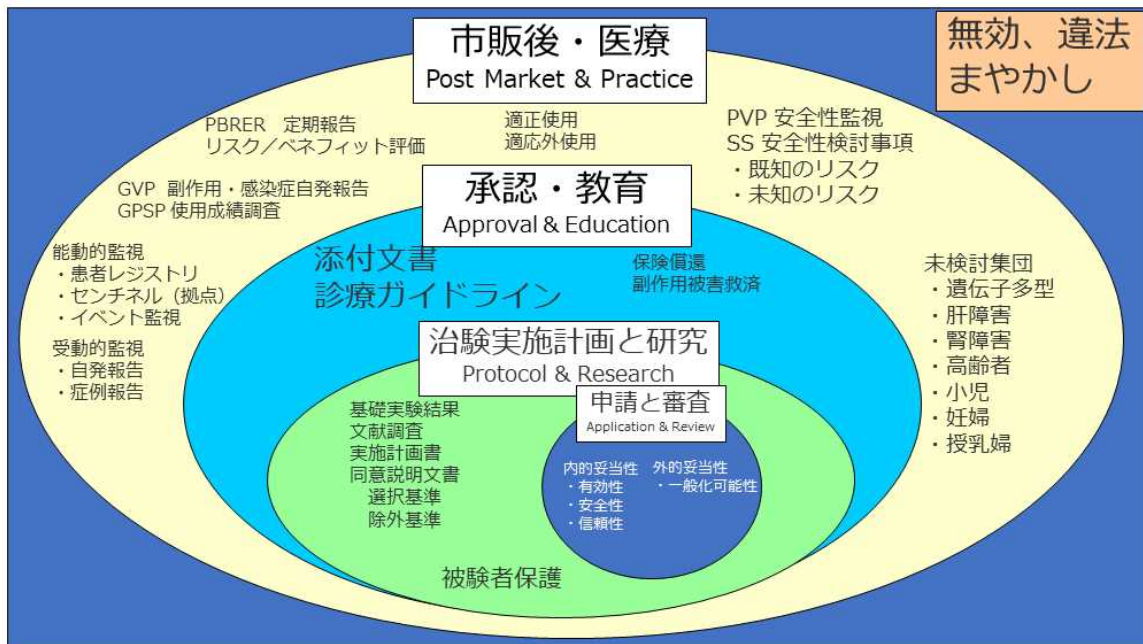 市販後・医療
Post Market & Practice
無効、違法
まやかし
PBRER 定期報告
リスク／ベネフィット評価
適正使用
適応外使用
PVP 安全性監視
SS 安全性検討事項
・既知のリスク
・未知のリスク
GVP 副作用・感染症自発報告
GPSP 使用成績調査
承認・教育
Approval & Education
能動的監視
・患者レジストリ
・センチネル（拠点）
・イベント監視
受動的監視
・自発報告
・症例報告
添付文書
診療ガイドライン
保険償還
副作用被害救済
未検討集団
・遺伝子多型
・肝障害
・腎障害
・高齢者
・小児
・妊婦
・授乳婦
治験実施計画と研究
Protocol & Research
基礎実験結果
文献調査
実施計画書
同意説明文書
選択基準
除外基準
申請と審査
Application & Review
内的妥当性
・有効性
・安全性
・信頼性
外的妥当性
・一般化可能性
被験者保護